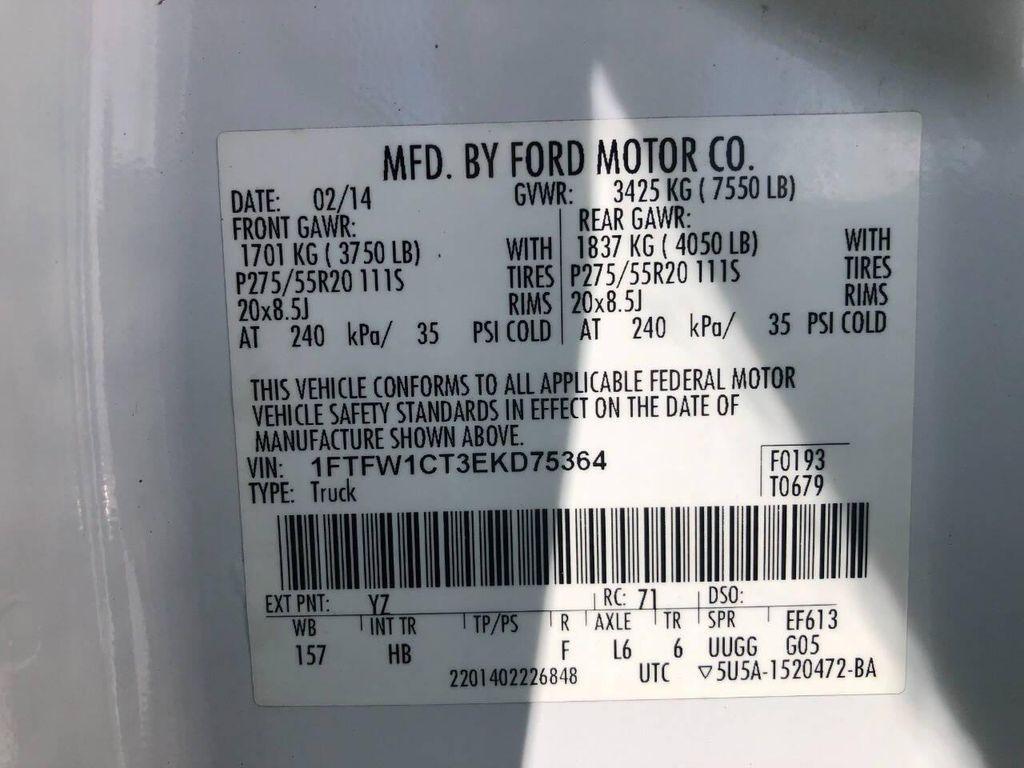 MFD. BY FORD MOTOR CO.
DATE: 02/14 GVWR: 3425 KG ( 7550 LB)
FRONT GAWR: REAR GAWR:
1701 KG ( 3750 LB) WITH 1837 KG ( 4050 LB) WITH
P275/55R20 111S TIRES P275/55R20 111S TIRES
20x8.5J RIMS 20x8.5J RIMS
AT 240 kPa/ 35 PSI COLD AT 240 kPa/ 35 PSI COLD
THIS VEHICLE CONFORMS TO ALL APPLICABLE FEDERAL MOTOR
VEHICLE SAFETY STANDARDS IN EFFECT ON THE DATE OF
MANUFACTURE SHOWN ABOVE.
VIN: 1FTFW1CT3EKD75364 F0193
TYPE: Truck T0679
EXT PNT: YZ RC: 71 DSO:
WB INT TR TP/PS R AXLE TR SPR EF613
157 HB F L6 6 UUGG G05
2201402226848 UTC ▽5U5A-1520472-BA